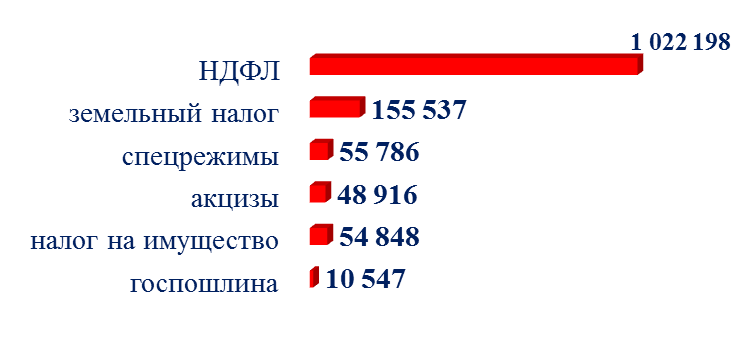 1 022 198
НДФЛ
земельный налог 155 537
спецрежимы 55 786
акцизы 48 916
налог на имущество 54 848
госпошлина 10 547